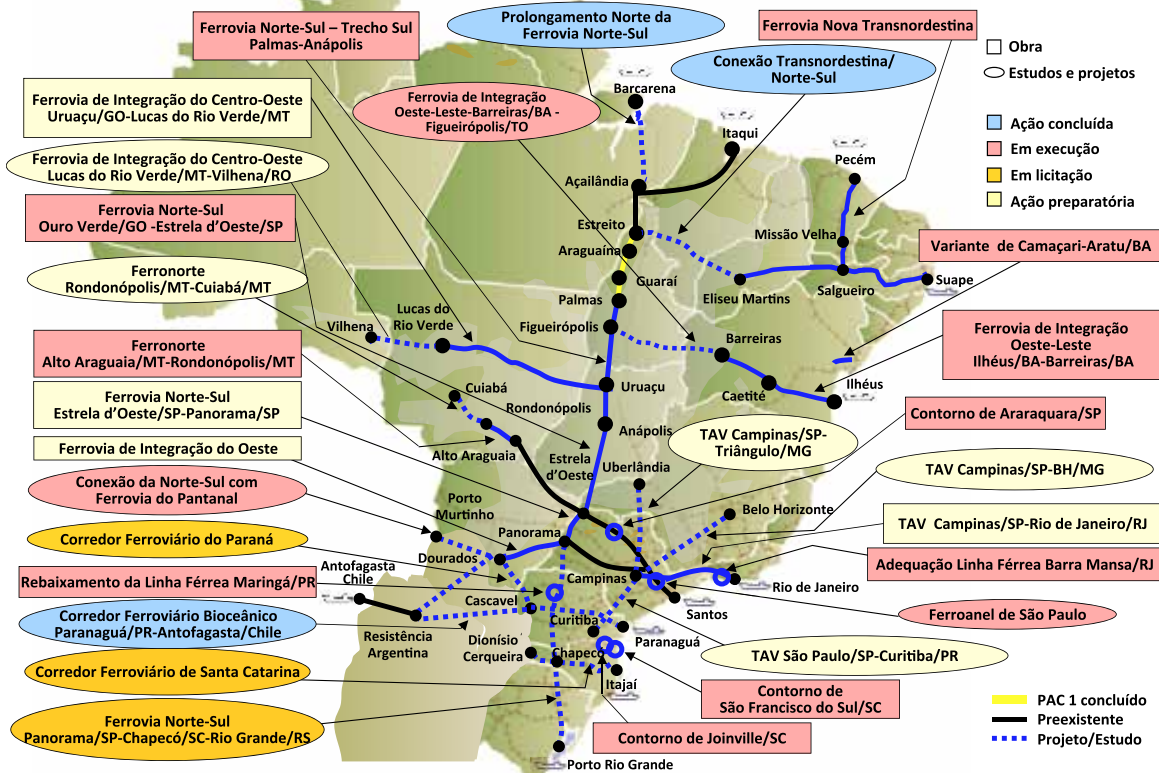 Ferrovia Norte-Sul – Trecho Sul
Palmas-Anápolis
Prolongamento Norte da
Ferrovia Norte-Sul
Ferrovia Nova Transnordestina
Conexão Transnordestina/
Norte-Sul
Obra
Estudos e projetos
Ação concluída
Em execução
Em licitação
Ação preparatória
Ferrovia de Integração do Centro-Oeste
Uruaçu/GO-Lucas do Rio Verde/MT
Ferrovia de Integração
Oeste-Leste-Barreiras/BA -
Figueirópolis/TO
Ferrovia de Integração do Centro-Oeste
Lucas do Rio Verde/MT-Vilhena/RO
Ferrovia Norte-Sul
Ouro Verde/GO -Estrela d’Oeste/SP
Ferronorte
Rondonópolis/MT-Cuiabá/MT
Ferronorte
Alto Araguaia/MT-Rondonópolis/MT
Ferrovia Norte-Sul
Estrela d’Oeste/SP-Panorama/SP
Ferrovia de Integração do Oeste
Conexão da Norte-Sul com
Ferrovia do Pantanal
Corredor Ferroviário do Paraná
Rebaixamento da Linha Férrea Maringá/PR
Corredor Ferroviário Bioceânico
Paranaguá/PR-Antofagasta/Chile
Corredor Ferroviário de Santa Catarina
Ferrovia Norte-Sul
Panorama/SP-Chapecó/SC-Rio Grande/RS
Barcarena
Itaqui
Pecém
Açailândia
Estreito
Missão Velha
Araguaína
Guaraí
Eliseu Martins
Salgueiro
Suape
Palmas
Figueirópolis
Lucas do
Rio Verde
Vilhena
Barreiras
Caetité
Ilhéus
Cuiabá
Uruaçu
Rondonópolis
Anápolis
Alto Araguaia
Estrela
d’Oeste
Uberlândia
Belo Horizonte
Porto
Murtinho
Panorama
Dourados
Antofagasta
Chile
Campinas
Rio de Janeiro
Cascavel
Santos
Curitiba
Paranaguá
Resistência
Argentina
Dionísio
Cerqueira
Chapecó
Itajaí
Porto Rio Grande
Variante de Camaçari-Aratu/BA
Ferrovia de Integração
Oeste-Leste
Ilhéus/BA-Barreiras/BA
Contorno de Araraquara/SP
TAV Campinas/SP-
Triângulo/MG
TAV Campinas/SP-BH/MG
TAV Campinas/SP-Rio de Janeiro/RJ
Adequação Linha Férrea Barra Mansa/RJ
Ferroanel de São Paulo
TAV São Paulo/SP-Curitiba/PR
Contorno de
São Francisco do Sul/SC
Contorno de Joinville/SC
PAC 1 concluído
Preexistente
Projeto/Estudo